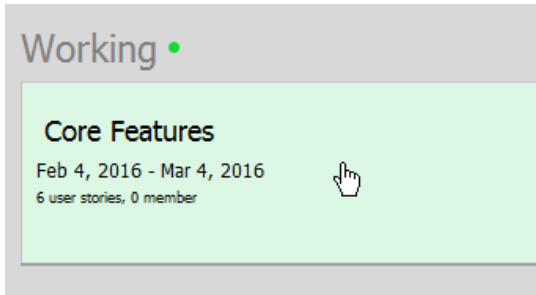 Working
Core Features
Feb 4, 2016 - Mar 4, 2016
6 user stories, 0 member